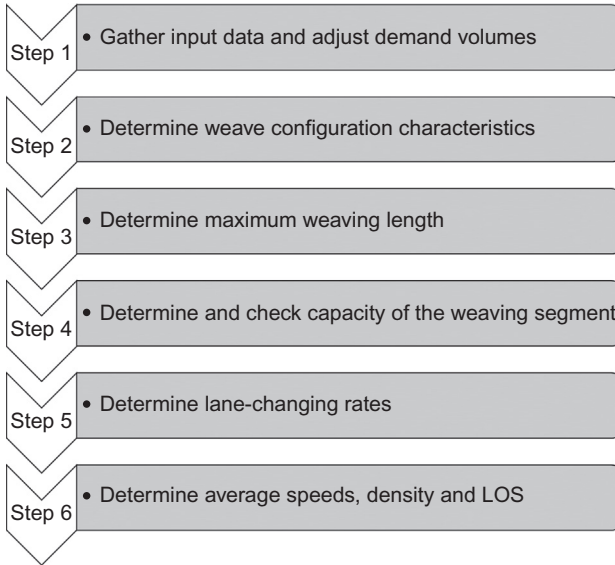 Step 1 • Gather input data and adjust demand volumes
Step 2 • Determine weave configuration characteristics
Step 3 • Determine maximum weaving length
Step 4 • Determine and check capacity of the weaving segment
Step 5 • Determine lane-changing rates
Step 6 • Determine average speeds, density and LOS